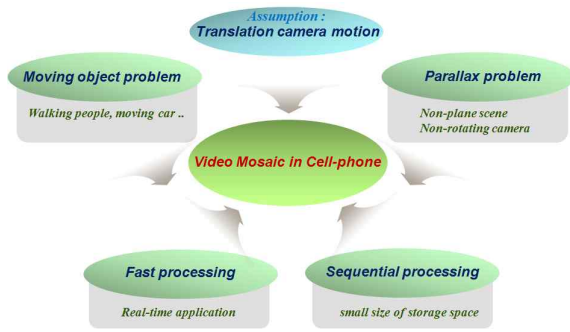 Assumption :
Translation camera motion
Moving object problem
Walking people, moving car ..
Parallax problem
Non-plane scene
Non-rotating camera
Video Mosaic in Cell-phone
Fast processing
Real-time application
Sequential processing
small size of storage space